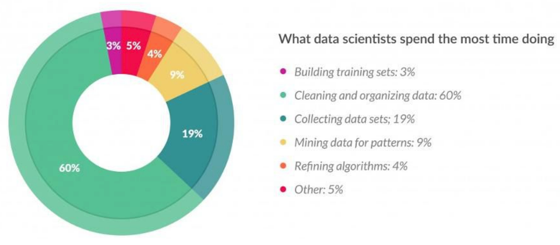 3%
5%
4%
9%
19%
60%
What data scientists spend the most time doing
Building training sets: 3%
Cleaning and organizing data: 60%
Collecting data sets; 19%
Mining data for patterns: 9%
Refining algorithms: 4%
Other: 5%